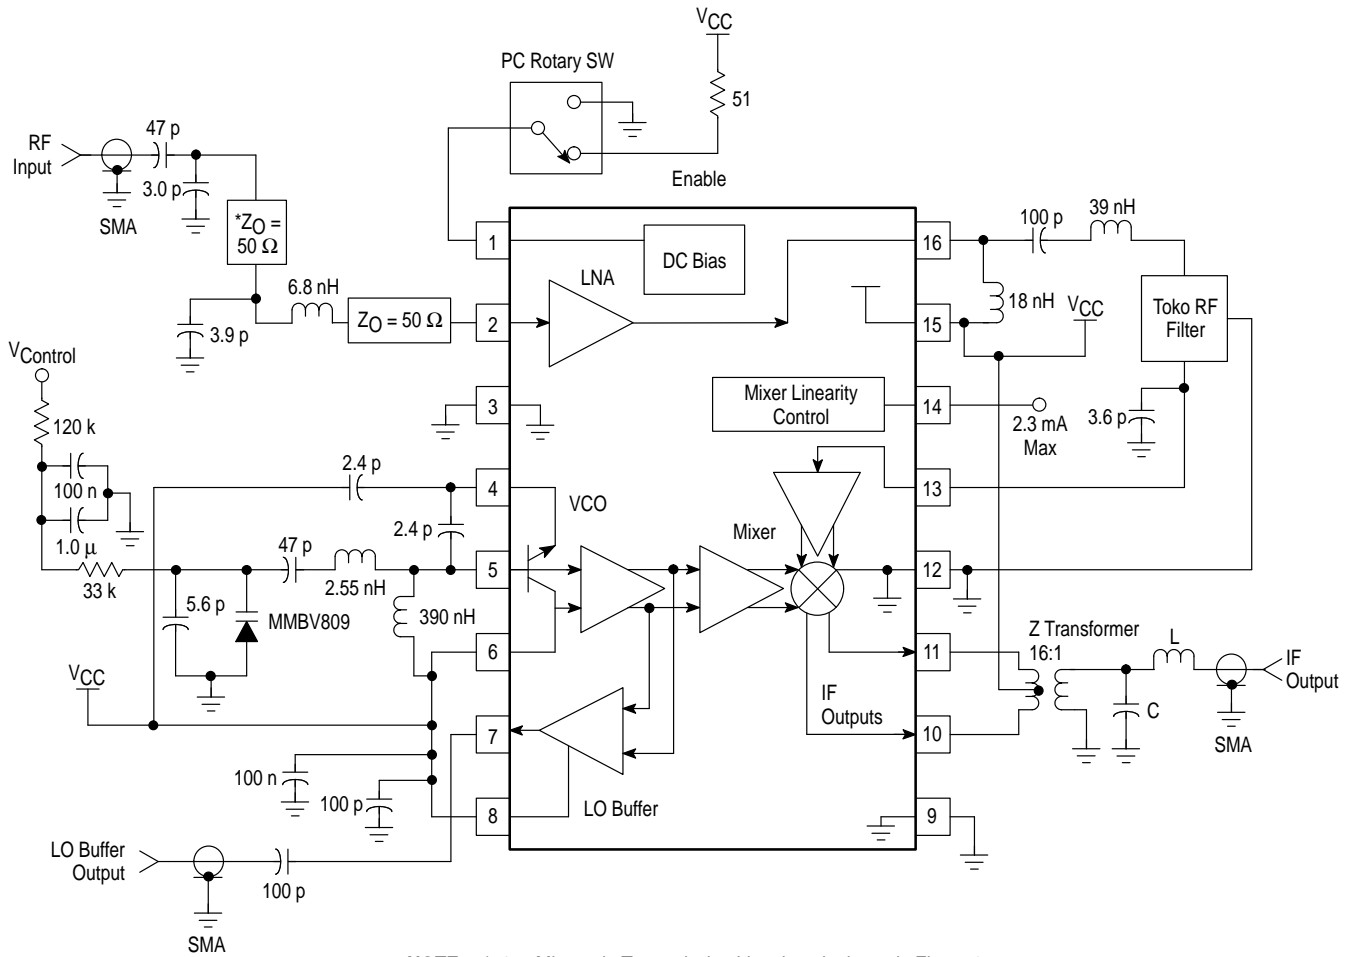 VCC
PC Rotary SW
51
Enable
RF
Input
47 p
3.0 p
SMA
*ZO =
50 Ω
6.8 nH
ZO = 50 Ω
3.9 p
VControl
120 k
100 n
1.0 µ
33 k
5.6 p
MMBV809
47 p
2.55 nH
390 nH
2.4 p
2.4 p
VCC
100 n
100 p
LO Buffer
Output
SMA
100 p
1
2
3
4
5
6
7
8
DC Bias
LNA
Mixer Linearity
Control
VCO
Mixer
IF
Outputs
LO Buffer
16
15
14
13
12
11
10
9
100 p
39 nH
18 nH
VCC
Toko RF
Filter
2.3 mA
Max
3.6 p
Z Transformer
16:1
L
C
IF
Output
SMA